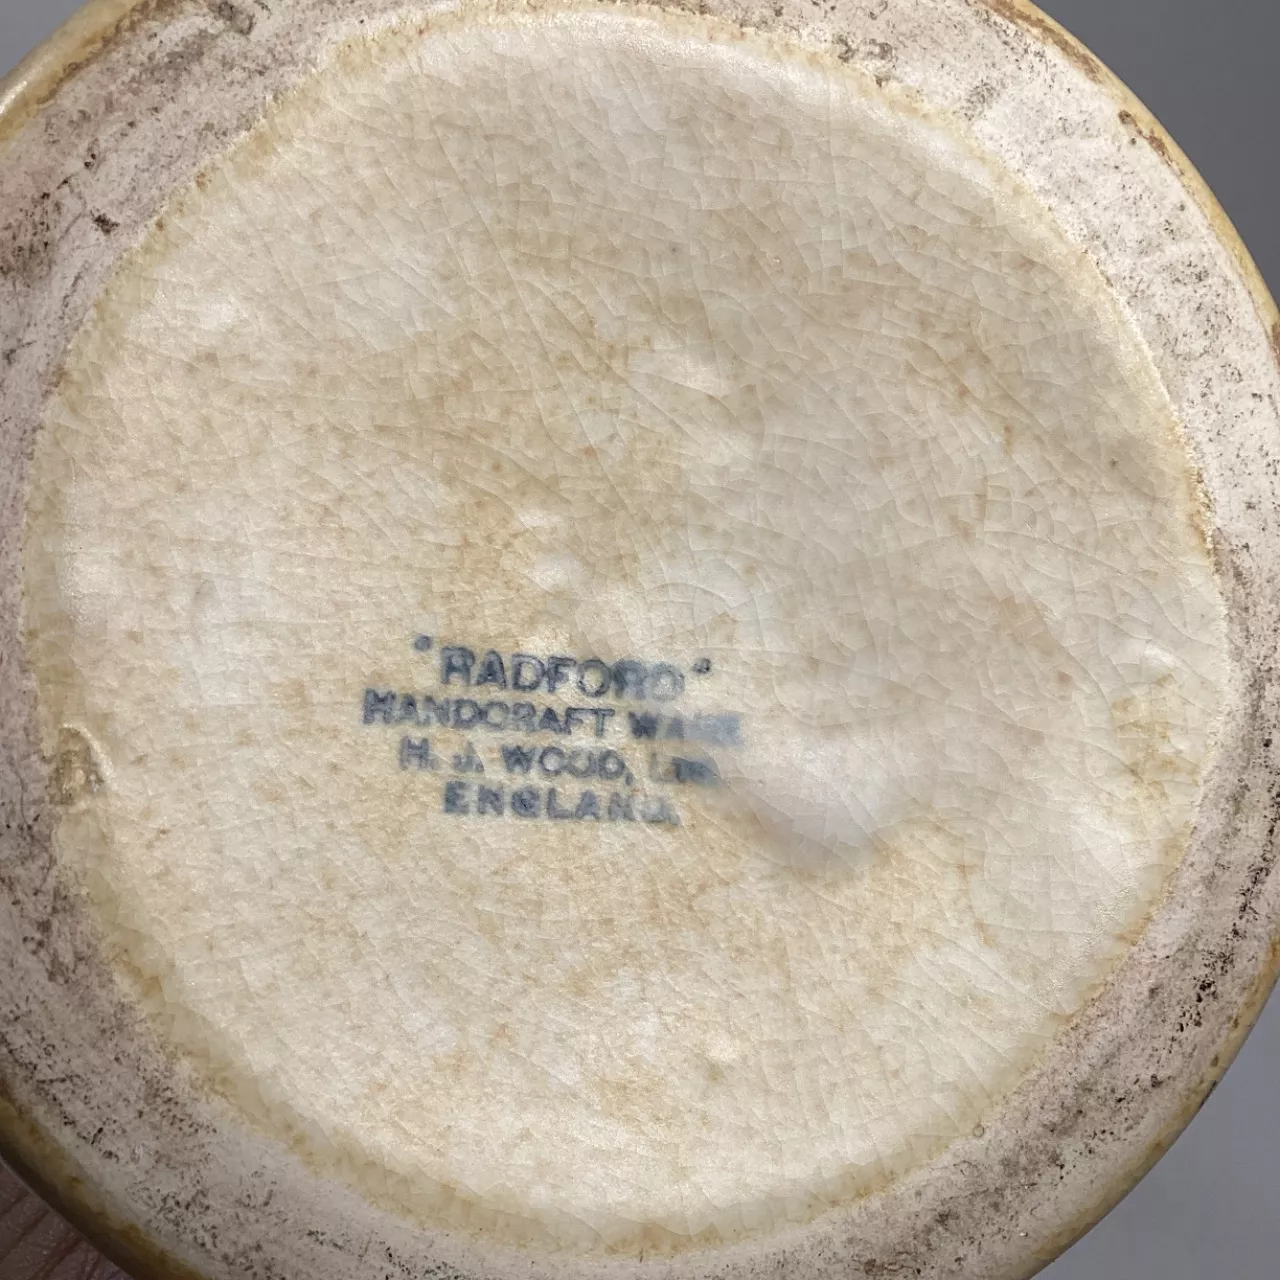 "RADFORD"
HANDCRAFT WARE
H. J. WOOD, LTD.
ENGLAND.